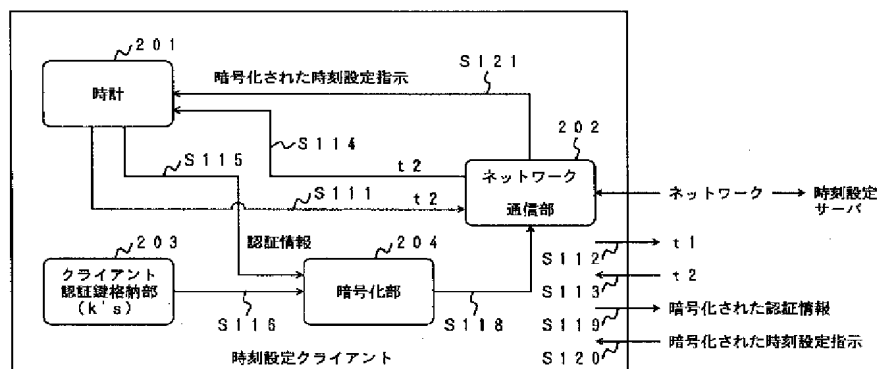 201
S121
暗号化された時刻設定指示
時計
202
S114
S115
t2
ネットワーク
通信部
ネットワーク
時刻設定
サーバ
S111
t2
203
認証情報
204
t1
S112
クライアント
認証鍵格納部
(k's)
暗号化部
t2
S113
S116
S118
暗号化された認証情報
S119
暗号化された時刻設定指示
時刻設定クライアント
S120